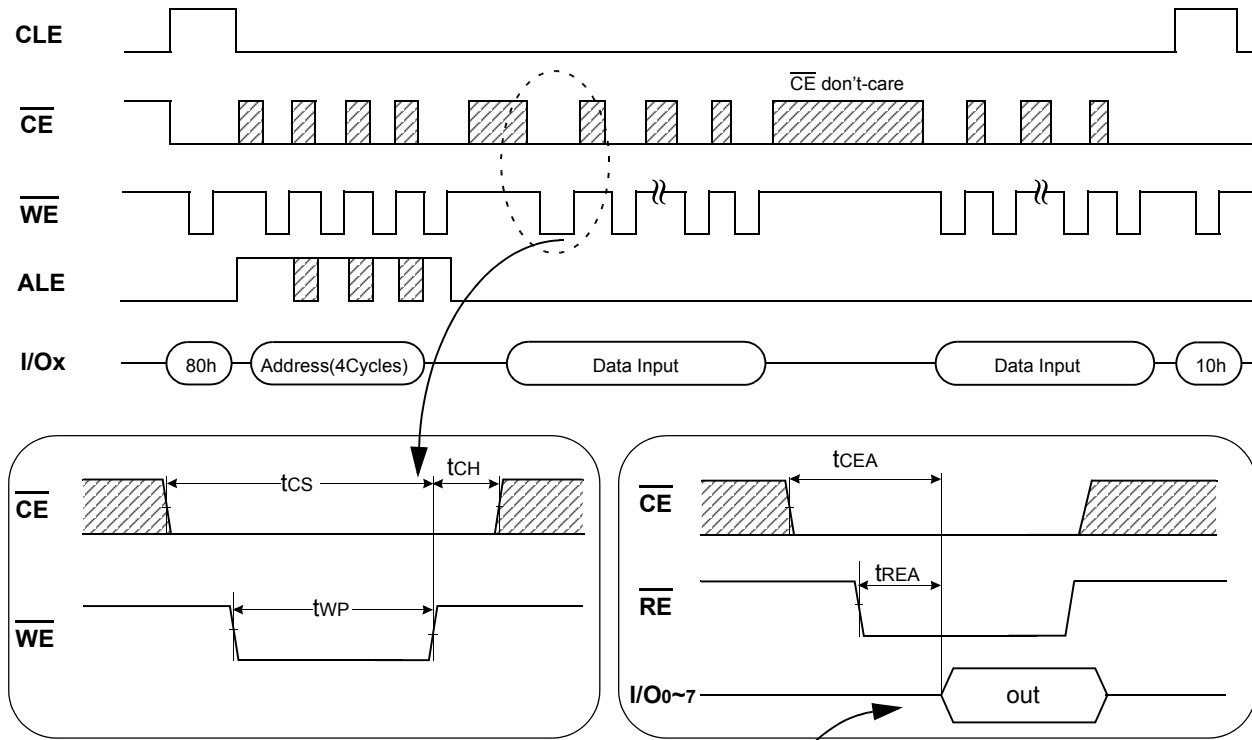 CLE
CE don't-care
CE
WE
ALE
I/Ox 80h Address(4Cycles) Data Input Data Input 10h
CE tCS tCH
WE tWP
tCEA
CE
tREA
RE
I/O0~7 out